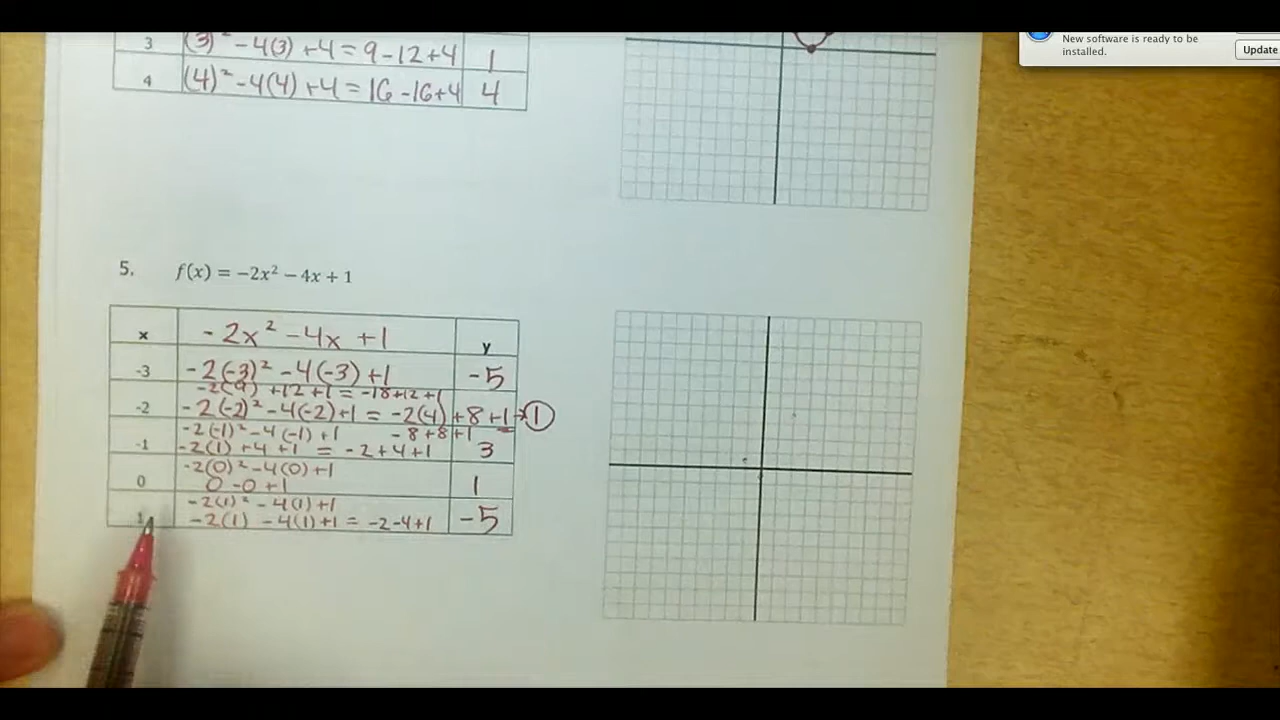 New software is ready to be
installed.
Update
3 (3)² - 4(3) + 4 = 9 - 12 + 4 1
4 (4)² - 4(4) + 4 = 16 - 16 + 4 4
5. f(x) = −2x² − 4x + 1
x - 2x² - 4x + 1 y
-3 -2(-3)² - 4(-3) + 1 -5
-2(9) + 12 + 1 = -18 + 12 + 1
-2 -2(-2)² - 4(-2) + 1 = -2(4) + 8 + 1 → 1
-2(-1)² - 4(-1) + 1 - 8 + 8 + 1
-1 -2(1) + 4 + 1 = -2 + 4 + 1 3
-2(0)² - 4(0) + 1
0 0 - 0 + 1 1
-2(1)² - 4(1) + 1
1 -2(1) - 4(1) + 1 = -2 - 4 + 1 -5